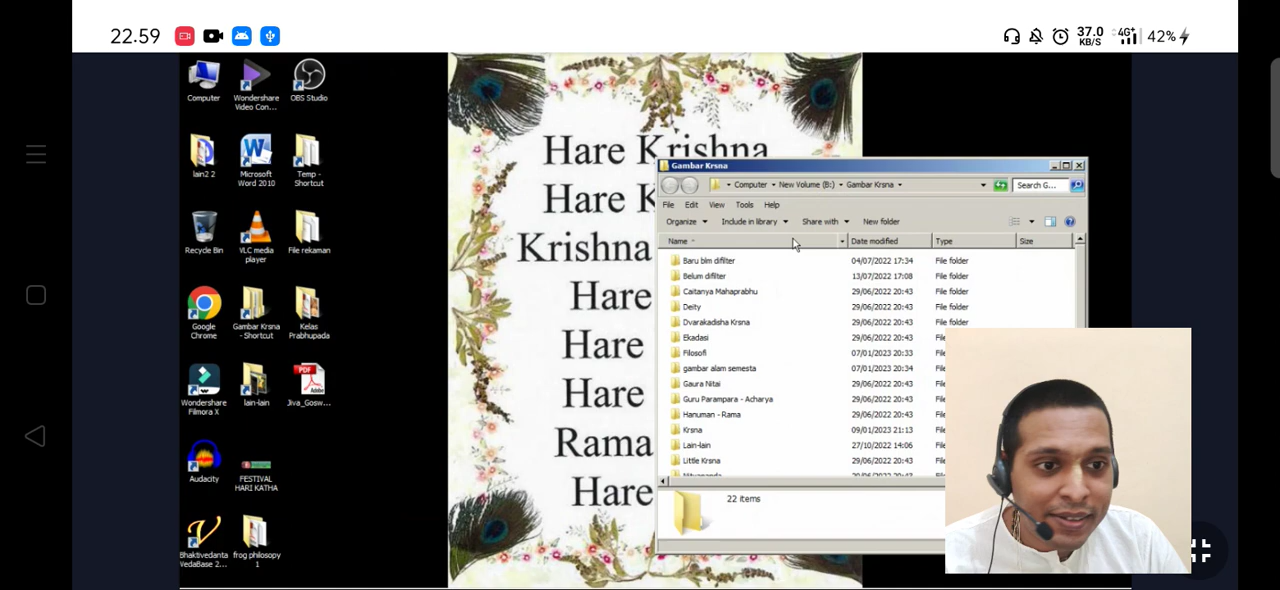 22.59
37.0
KB/S
4G+
42%
Computer
Wondershare
Video Con...
OBS Studio
lain2 2
Microsoft
Word 2010
Temp -
Shortcut
Recycle Bin
VLC media
player
File rekaman
Google
Chrome
Gambar Krsna
- Shortcut
Kelas
Prabhupada
Wondershare
Filmora X
lain-lain
PDF
Adobe
Jiva_Gosw...
Audacity
FESTIVAL
HARI KATHA
Bhaktivedanta
VedaBase 2...
frog philosopy
1
Hare Krishna
Hare K
Krishna
Hare
Hare
Hare
Rama
Hare
Gambar Krsna
Computer
New Volume (B:)
Gambar Krsna
Search G...
File
Edit
View
Tools
Help
Organize
Include in library
Share with
New folder
Name
Date modified
Type
Size
Baru blm difilter 04/07/2022 17:34 File folder
Belum difilter 13/07/2022 17:08 File folder
Caitanya Mahaprabhu 29/06/2022 20:43 File folder
Deity 29/06/2022 20:43 File folder
Dvarakadisha Krsna 29/06/2022 20:43 File folder
Ekadasi 29/06/2022 20:43
Filosofi 07/01/2023 20:33
gambar alam semesta 07/01/2023 20:34
Gaura Nitai 29/06/2022 20:43
Guru Parampara - Acharya 29/06/2022 20:43
Hanuman - Rama 29/06/2022 20:43
Krsna 09/01/2023 21:13
Lain-lain 27/10/2022 14:06
Little Krsna 29/06/2022 20:43
22 items